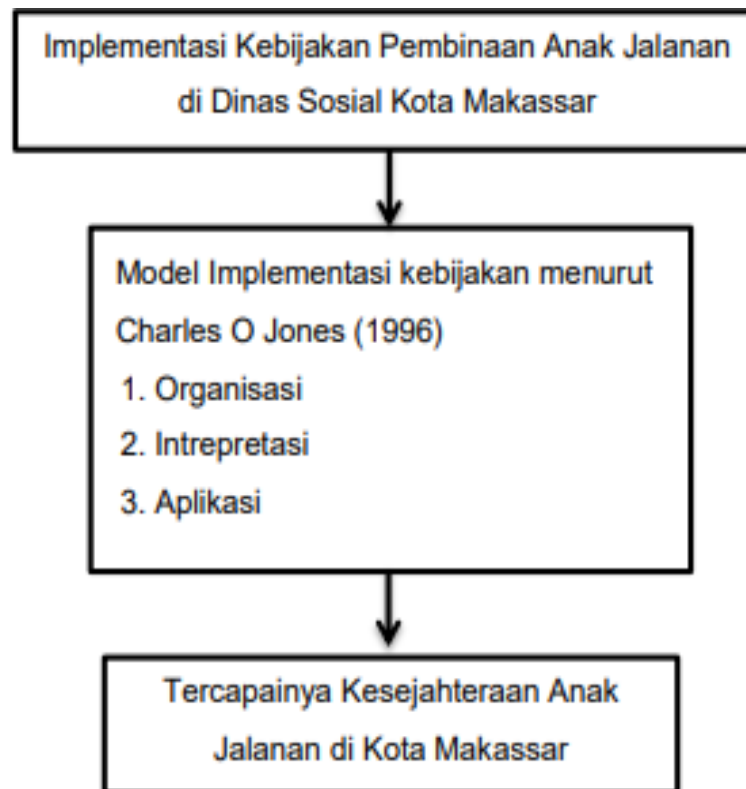 Implementasi Kebijakan Pembinaan Anak Jalanan
di Dinas Sosial Kota Makassar
Model Implementasi kebijakan menurut
Charles O Jones (1996)
1. Organisasi
2. Intrepretasi
3. Aplikasi
Tercapainya Kesejahteraan Anak
Jalanan di Kota Makassar